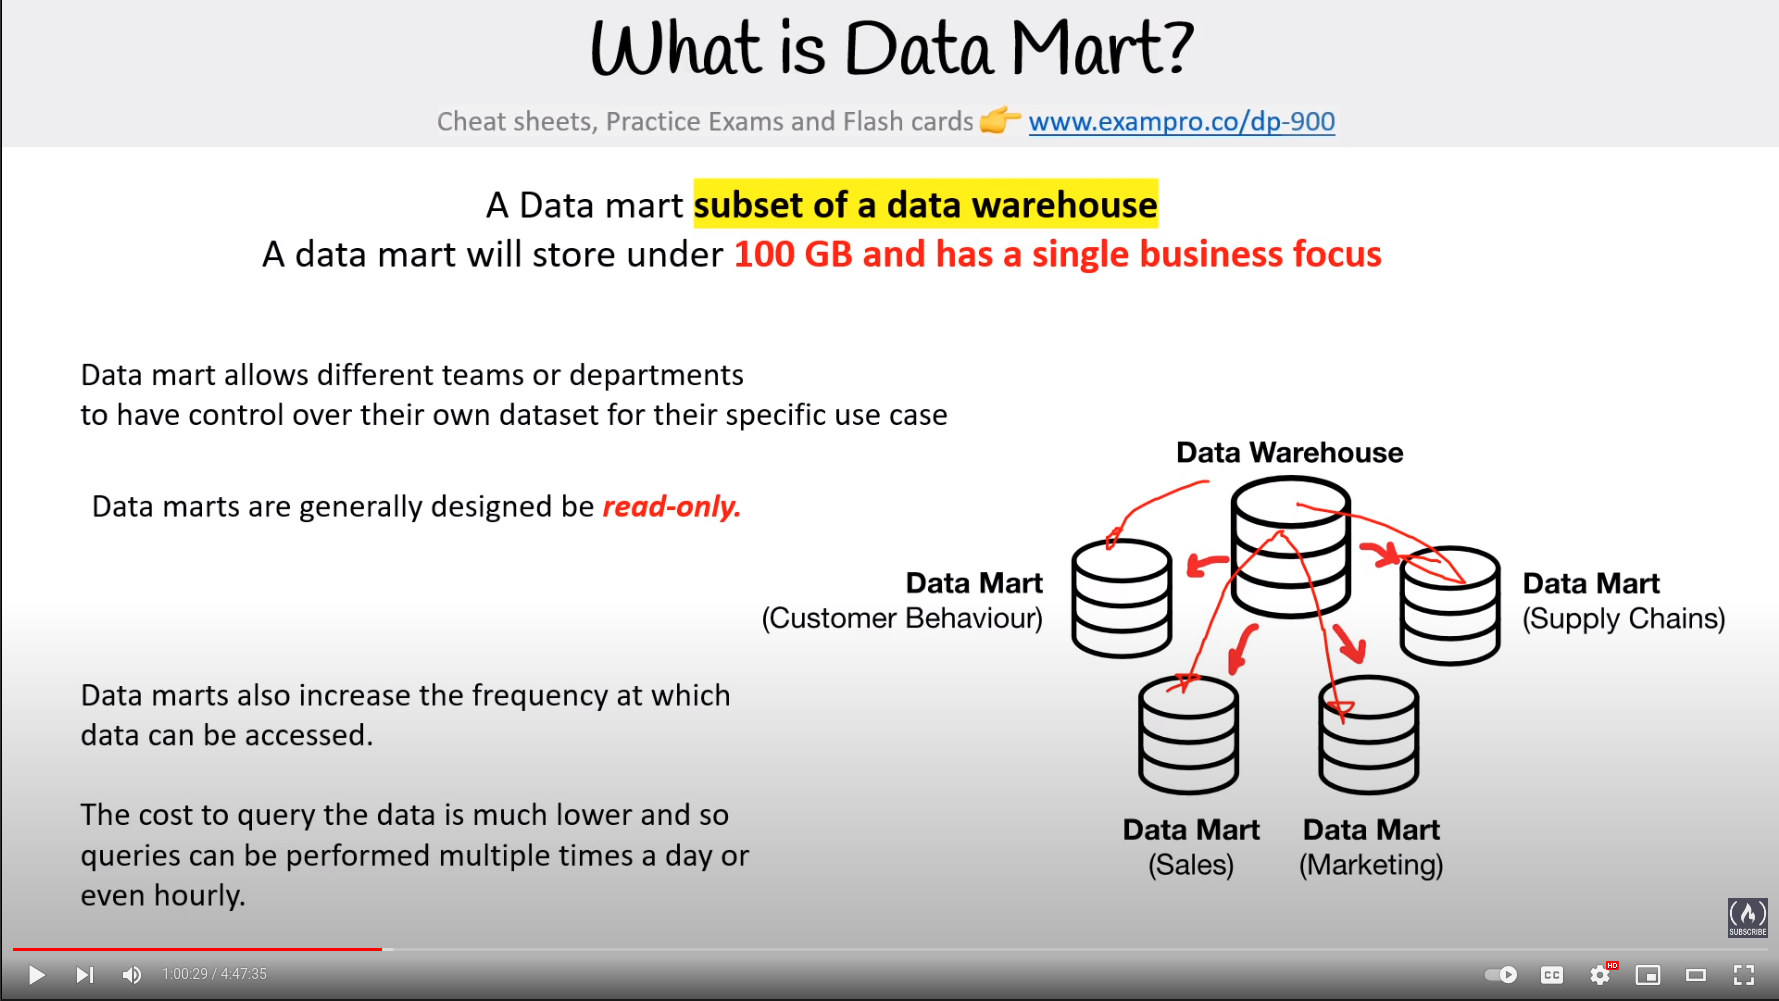 What is Data Mart?
Cheat sheets, Practice Exams and Flash cards 👉 www.exampro.co/dp-900
A Data mart subset of a data warehouse
A data mart will store under 100 GB and has a single business focus
Data mart allows different teams or departments
to have control over their own dataset for their specific use case
Data marts are generally designed be read-only.
Data Warehouse
Data Mart
(Customer Behaviour)
Data Mart
(Supply Chains)
Data marts also increase the frequency at which
data can be accessed.
The cost to query the data is much lower and so
queries can be performed multiple times a day or
even hourly.
Data Mart
(Sales)
Data Mart
(Marketing)
SUBSCRIBE
1:00:29 / 4:47:35
CC
HD